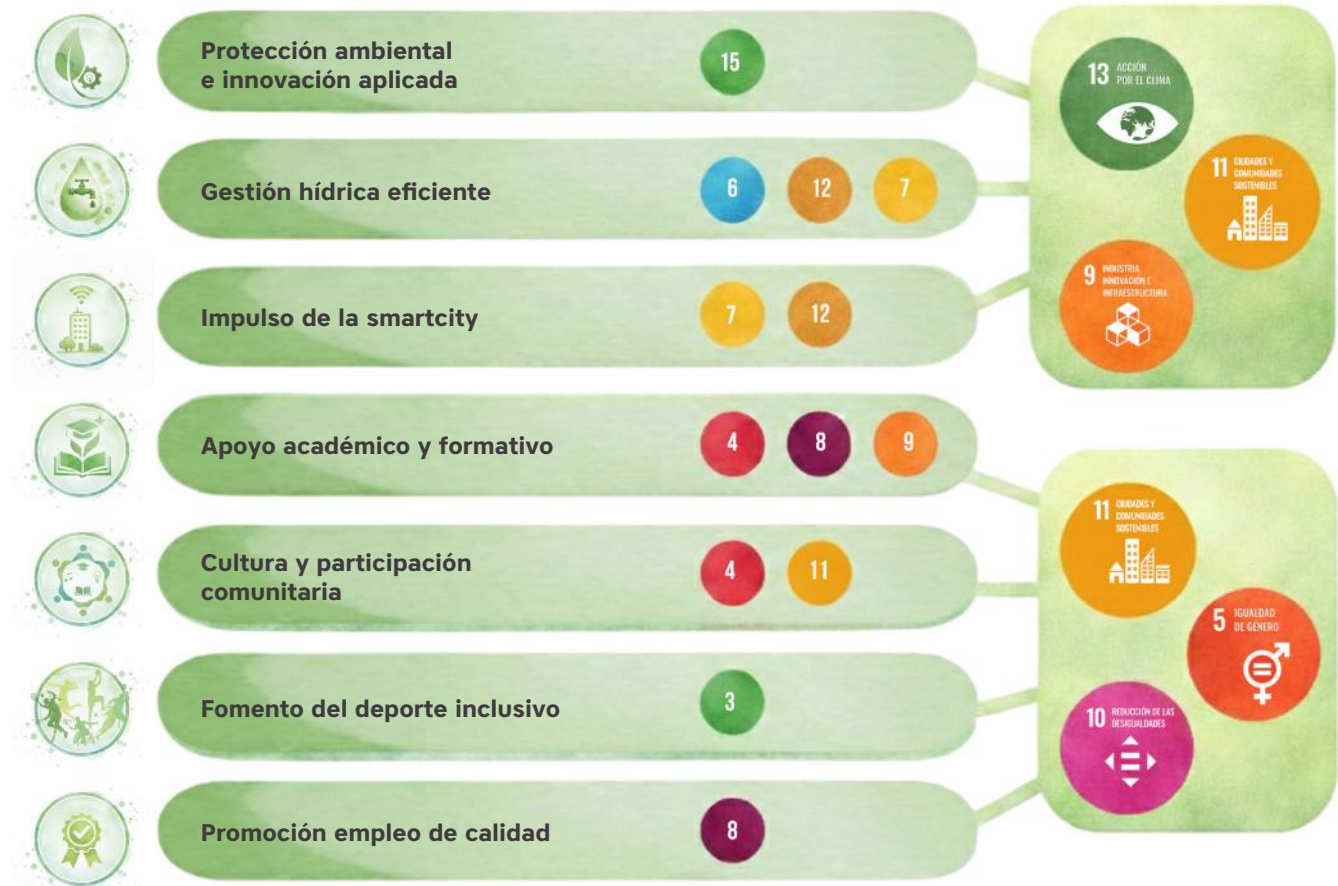 Protección ambiental
e innovación aplicada
15
Gestión hídrica eficiente
6 12 7
Impulso de la smartcity
7 12
13 ACCIÓN
POR EL CLIMA
11 CIUDADES Y
COMUNIDADES
SOSTENIBLES
9 INDUSTRIA,
INNOVACIÓN E
INFRAESTRUCTURA
Apoyo académico y formativo
4 8 9
Cultura y participación
comunitaria
4 11
Fomento del deporte inclusivo
3
Promoción empleo de calidad
8
11 CIUDADES Y
COMUNIDADES
SOSTENIBLES
5 IGUALDAD
DE GÉNERO
10 REDUCCIÓN DE LAS
DESIGUALDADES